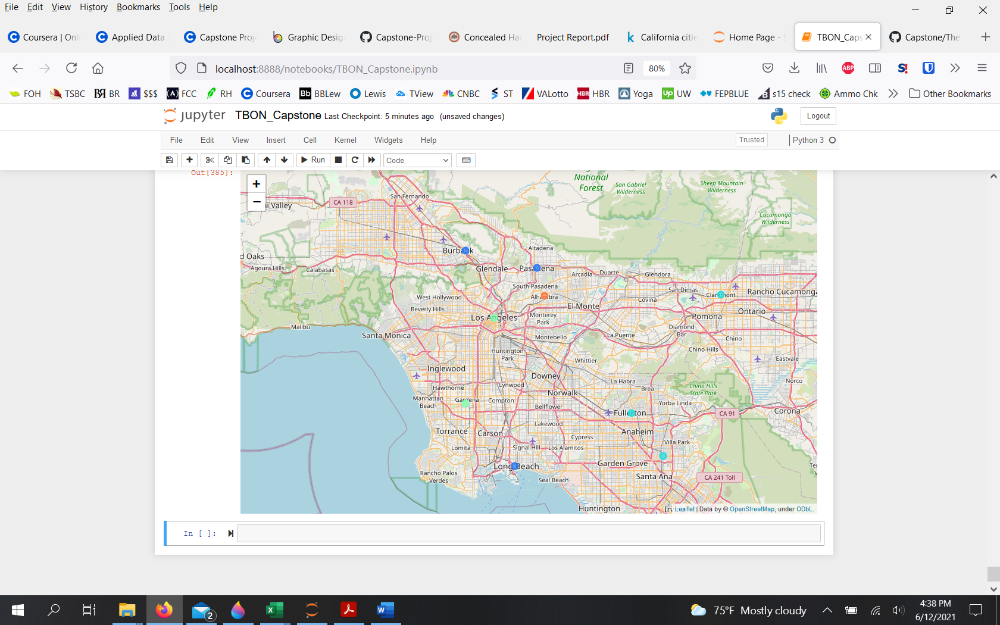 File Edit View History Bookmarks Tools Help
Coursera | Onli Applied Data Capstone Proj Graphic Desig Capstone-Proj Concealed Ha Project Report.pdf California citie Home Page - TBON_Caps Capstone/The
localhost:8888/notebooks/TBON_Capstone.ipynb 80% ABP S!
FOH TSBC BR $$$ FCC RH Coursera Bb BBLew Lewis TView CNBC ST VALotto HBR HBR Yoga Up UW FEPBLUE s15 check Ammo Chk Other Bookmarks
jupyter TBON_Capstone Last Checkpoint: 5 minutes ago (unsaved changes) Logout
File Edit View Insert Cell Kernel Widgets Help Trusted Python 3
Run Code
Out[385]:
+
−
National
Forest
San Gabriel
Wilderness
Sheep Mountain
Wilderness
San Fernando
CA 118
i Valley
Cucamonga
Wilderness
Burbank
Altadena
d Oaks
Agoura Hills
Calabasas
Glendale
Pasadena
Arcadia
Duarte
Glendora
South Pasadena
San Dimas
West Hollywood
Alhambra
Covina
Claremont
Rancho Cucamonga
Beverly Hills
El Monte
Ontario
Los Angeles
Monterey
Park
Pomona
Malibu
Diamond
Bar
Santa Monica
Montebello
La Puente
Chino
Huntington
Park
Chino Hills
Whittier
Eastvale
Inglewood
Downey
La Habra
Norco
Hawthorne
Lynwood
Brea
Chino Hills
State Park
Norwalk
Manhattan
Beach
Gardena
Compton
Bellflower
Yorba Linda
Fullerton
CA 91
Corona
Lakewood
Torrance
Carson
Cypress
Anaheim
Villa Park
Lomita
Signal Hill
Los Alamitos
Long Beach
Garden Grove
Rancho Palos
Verdes
Seal Beach
Santa Ana
CA 241 Toll
Huntington
Leaflet | Data by © OpenStreetMap, under ODbL.
In [ ]:
2 75°F Mostly cloudy 4:38 PM
6/12/2021